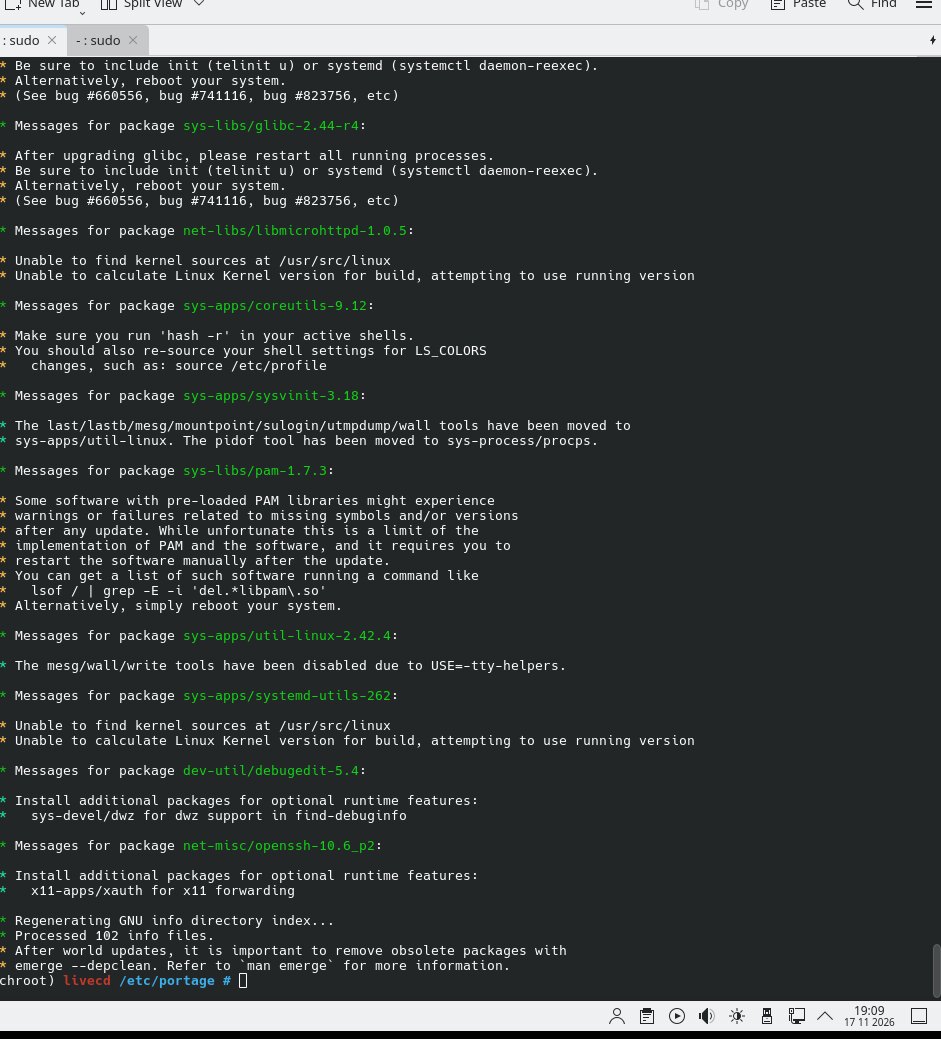 New Tab Split View Copy Paste Find
: sudo - : sudo
* Be sure to include init (telinit u) or systemd (systemctl daemon-reexec).
* Alternatively, reboot your system.
* (See bug #660556, bug #741116, bug #823756, etc)
* Messages for package sys-libs/glibc-2.44-r4:
* After upgrading glibc, please restart all running processes.
* Be sure to include init (telinit u) or systemd (systemctl daemon-reexec).
* Alternatively, reboot your system.
* (See bug #660556, bug #741116, bug #823756, etc)
* Messages for package net-libs/libmicrohttpd-1.0.5:
* Unable to find kernel sources at /usr/src/linux
* Unable to calculate Linux Kernel version for build, attempting to use running version
* Messages for package sys-apps/coreutils-9.12:
* Make sure you run 'hash -r' in your active shells.
* You should also re-source your shell settings for LS_COLORS
*   changes, such as: source /etc/profile
* Messages for package sys-apps/sysvinit-3.18:
* The last/lastb/mesg/mountpoint/sulogin/utmpdump/wall tools have been moved to
* sys-apps/util-linux. The pidof tool has been moved to sys-process/procps.
* Messages for package sys-libs/pam-1.7.3:
* Some software with pre-loaded PAM libraries might experience
* warnings or failures related to missing symbols and/or versions
* after any update. While unfortunate this is a limit of the
* implementation of PAM and the software, and it requires you to
* restart the software manually after the update.
* You can get a list of such software running a command like
*   lsof / | grep -E -i 'del.*libpam\.so'
* Alternatively, simply reboot your system.
* Messages for package sys-apps/util-linux-2.42.4:
* The mesg/wall/write tools have been disabled due to USE=-tty-helpers.
* Messages for package sys-apps/systemd-utils-262:
* Unable to find kernel sources at /usr/src/linux
* Unable to calculate Linux Kernel version for build, attempting to use running version
* Messages for package dev-util/debugedit-5.4:
* Install additional packages for optional runtime features:
*   sys-devel/dwz for dwz support in find-debuginfo
* Messages for package net-misc/openssh-10.6_p2:
* Install additional packages for optional runtime features:
*   x11-apps/xauth for x11 forwarding
* Regenerating GNU info directory index...
* Processed 102 info files.
* After world updates, it is important to remove obsolete packages with
* emerge --depclean. Refer to `man emerge` for more information.
chroot) livecd /etc/portage #
19:09
17 11 2026